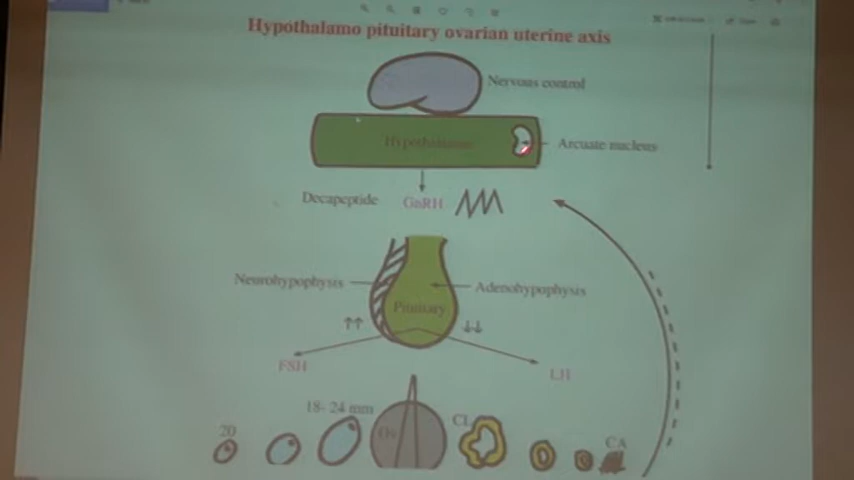 Hypothalamo pituitary ovarian uterine axis
Nervous control
Hypothalamus
Arcuate nucleus
Decapeptide GnRH
Neurohypophysis
Adenohypophysis
Pituitary
FSH
LH
18- 24 mm
20
Ov
CL
CA